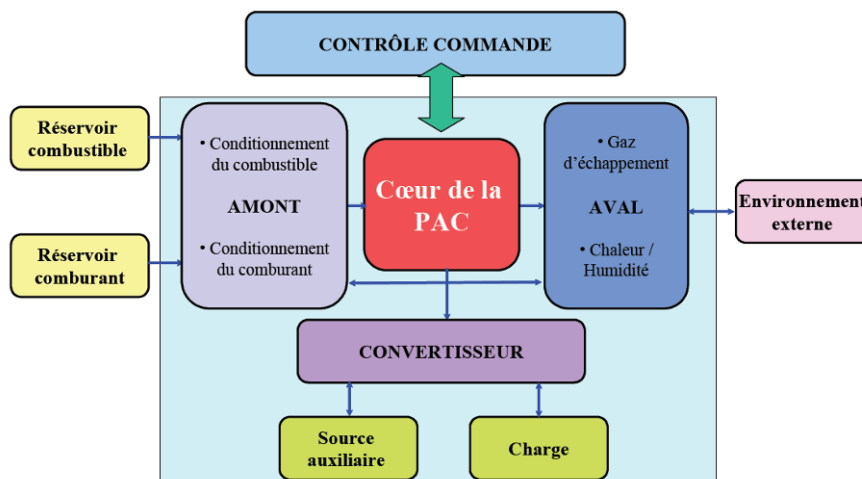 CONTRÔLE COMMANDE
Réservoir
combustible
Réservoir
comburant
• Conditionnement
du combustible
AMONT
• Conditionnement
du comburant
Cœur de la
PAC
• Gaz
d'échappement
AVAL
• Chaleur /
Humidité
Environnement
externe
CONVERTISSEUR
Source
auxiliaire
Charge